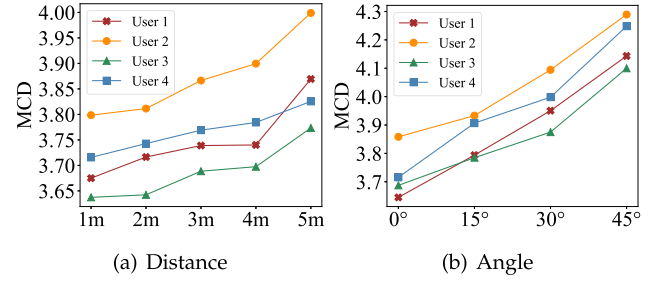 4.00
3.95
3.90
3.85
3.80
3.75
3.70
3.65
MCD
User 1
User 2
User 3
User 4
1m 2m 3m 4m 5m
(a) Distance
4.3
4.2
4.1
4.0
3.9
3.8
3.7
MCD
User 1
User 2
User 3
User 4
0° 15° 30° 45°
(b) Angle